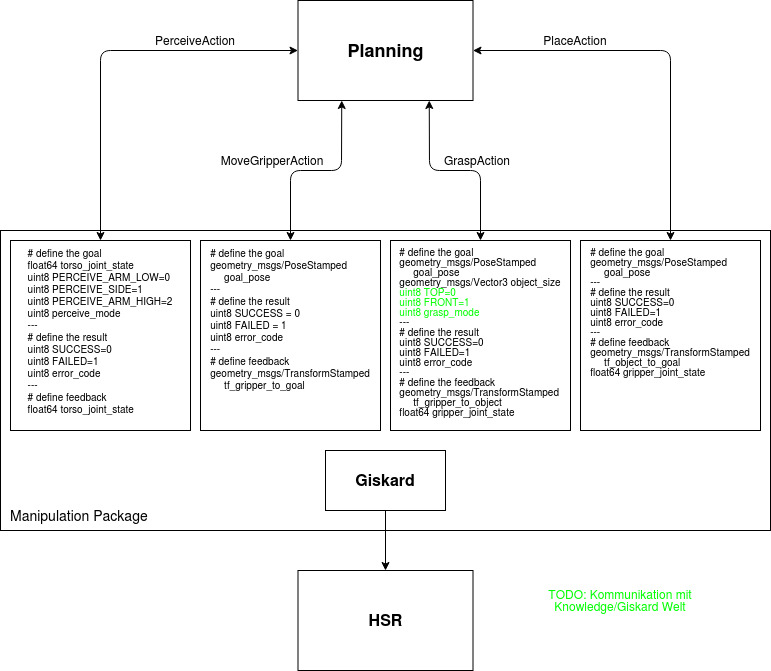 Planning
PerceiveAction
PlaceAction
MoveGripperAction
GraspAction
# define the goal
float64 torso_joint_state
uint8 PERCEIVE_ARM_LOW=0
uint8 PERCEIVE_SIDE=1
uint8 PERCEIVE_ARM_HIGH=2
uint8 perceive_mode
---
# define the result
uint8 SUCCESS=0
uint8 FAILED=1
uint8 error_code
---
# define feedback
float64 torso_joint_state
# define the goal
geometry_msgs/PoseStamped
goal_pose
---
# define the result
uint8 SUCCESS = 0
uint8 FAILED = 1
uint8 error_code
---
# define feedback
geometry_msgs/TransformStamped
tf_gripper_to_goal
# define the goal
geometry_msgs/PoseStamped
goal_pose
geometry_msgs/Vector3 object_size
uint8 TOP=0
uint8 FRONT=1
uint8 grasp_mode
---
# define the result
uint8 SUCCESS=0
uint8 FAILED=1
uint8 error_code
---
# define the feedback
geometry_msgs/TransformStamped
tf_gripper_to_object
float64 gripper_joint_state
# define the goal
geometry_msgs/PoseStamped
goal_pose
---
# define the result
uint8 SUCCESS=0
uint8 FAILED=1
uint8 error_code
---
# define feedback
geometry_msgs/TransformStamped
tf_object_to_goal
float64 gripper_joint_state
Giskard
Manipulation Package
HSR
TODO: Kommunikation mit
Knowledge/Giskard Welt